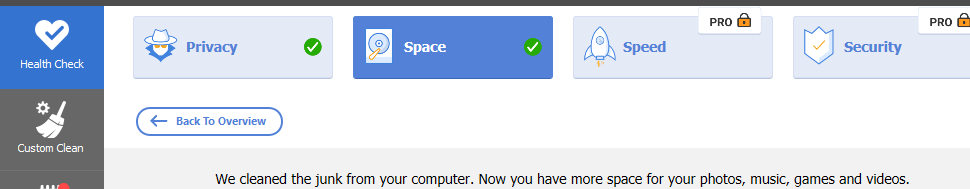 PRO
PRO
Privacy
Space
Speed
Security
Health Check
Back To Overview
Custom Clean
We cleaned the junk from your computer. Now you have more space for your photos, music, games and videos.